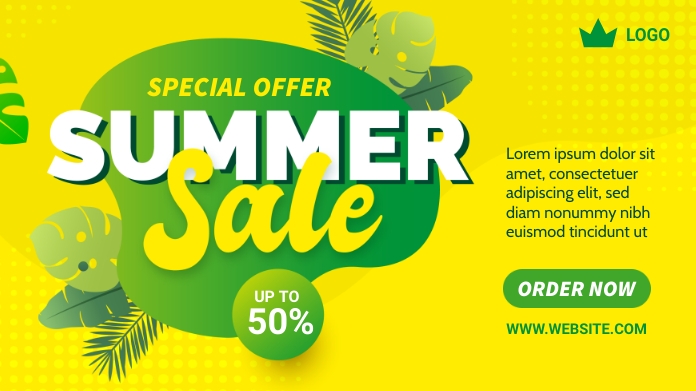 LOGO
SPECIAL OFFER
SUMMER
Sale
UP TO
50%
Lorem ipsum dolor sit
amet, consectetuer
adipiscing elit, sed
diam nonummy nibh
euismod tincidunt ut
ORDER NOW
WWW.WEBSITE.COM